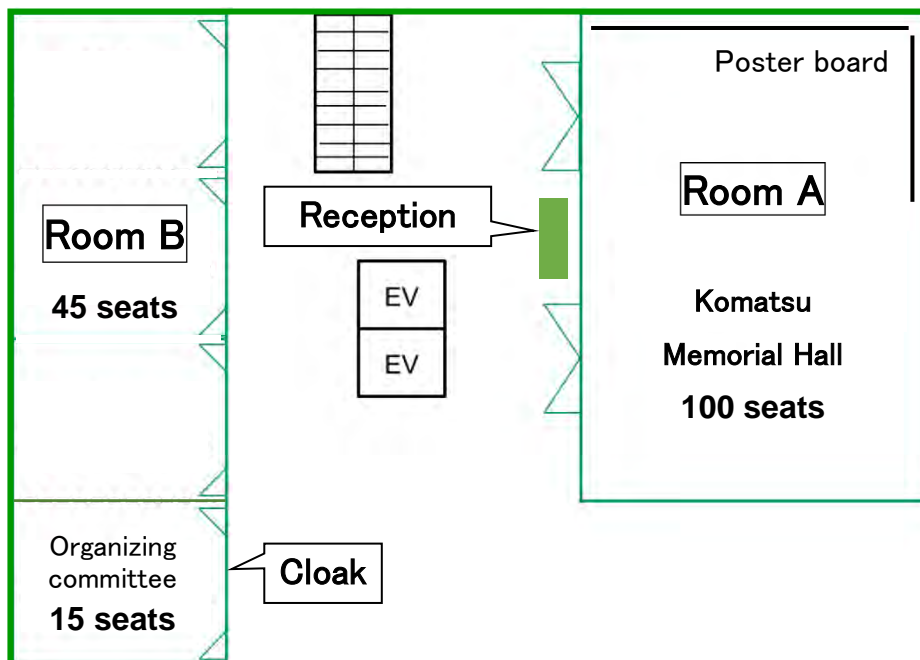 Poster board
Room A
Reception
Room B
45 seats
EV
EV
Komatsu
Memorial Hall
100 seats
Organizing
committee
15 seats
Cloak